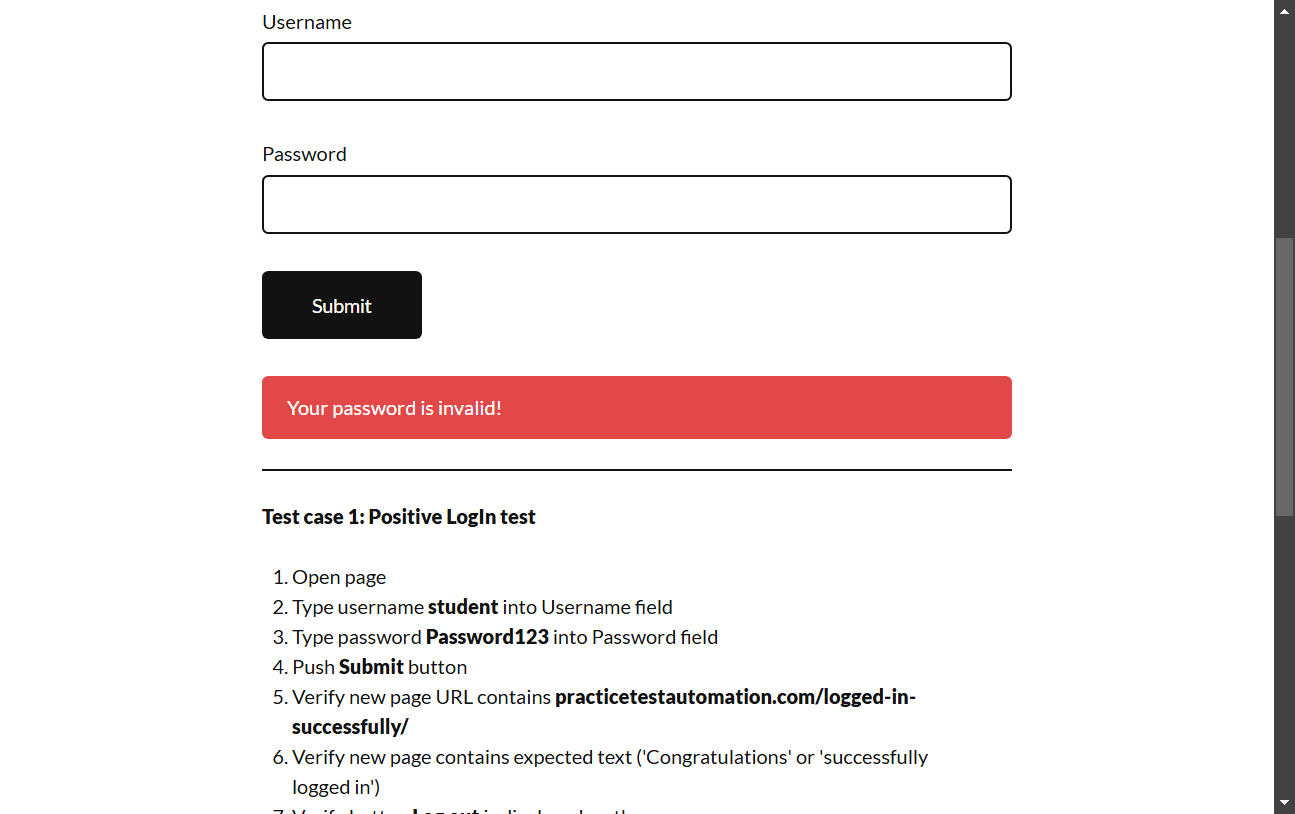 Username
Password
Submit
Your password is invalid!
Test case 1: Positive LogIn test
1. Open page
2. Type username student into Username field
3. Type password Password123 into Password field
4. Push Submit button
5. Verify new page URL contains practicetestautomation.com/logged-in-
successfully/
6. Verify new page contains expected text ('Congratulations' or 'successfully
logged in')